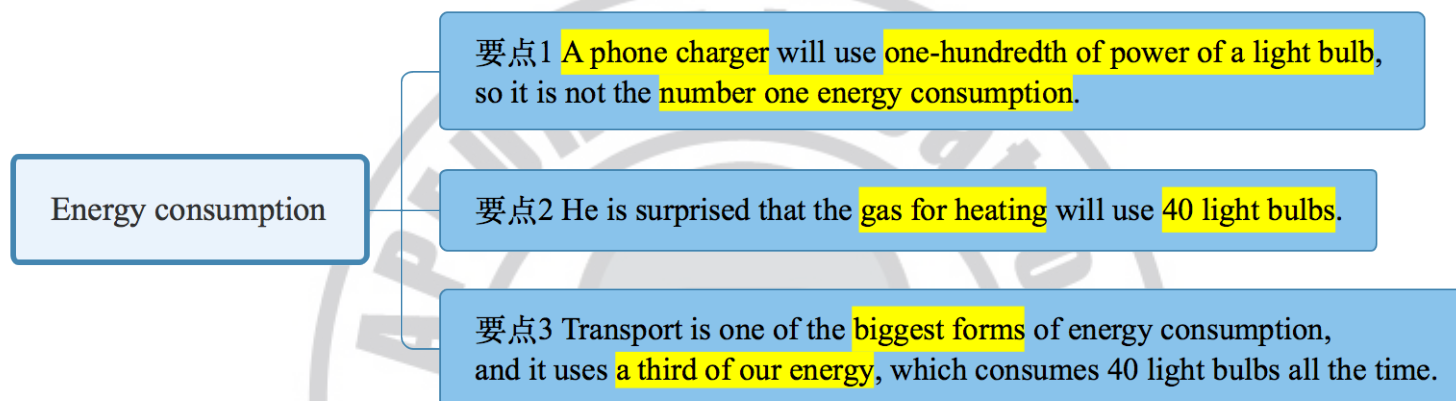 Energy consumption
要点1 A phone charger will use one-hundredth of power of a light bulb,
so it is not the number one energy consumption.
要点2 He is surprised that the gas for heating will use 40 light bulbs.
要点3 Transport is one of the biggest forms of energy consumption,
and it uses a third of our energy, which consumes 40 light bulbs all the time.